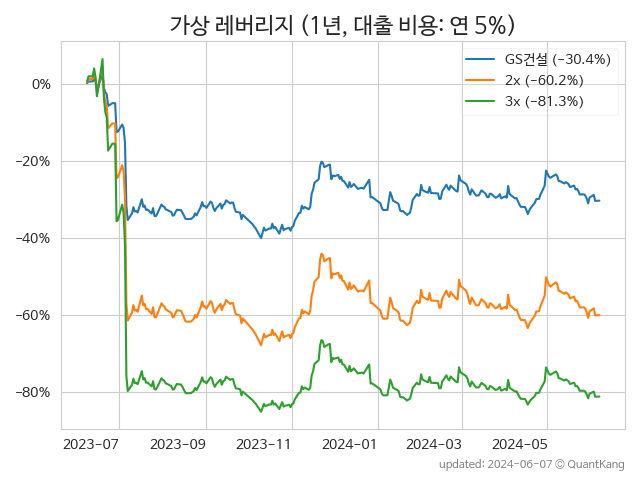 가상 레버리지 (1년, 대출 비용: 연 5%)
GS건설 (−30.4%)
2x (−60.2%)
3x (−81.3%)
0%
−20%
−40%
−60%
−80%
2023-07
2023-09
2023-11
2024-01
2024-03
2024-05
updated: 2024-06-07 © QuantKang